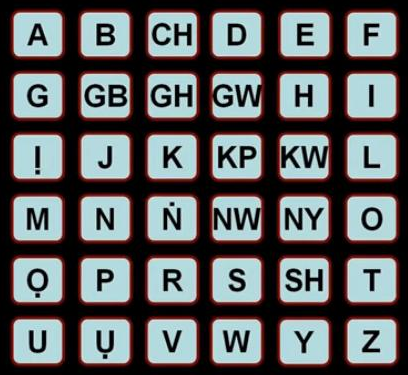 A B CH D E F
G GB GH GW H I
Ị J K KP KW L
M N Ṅ NW NY O
Ọ P R S SH T
U Ụ V W Y Z